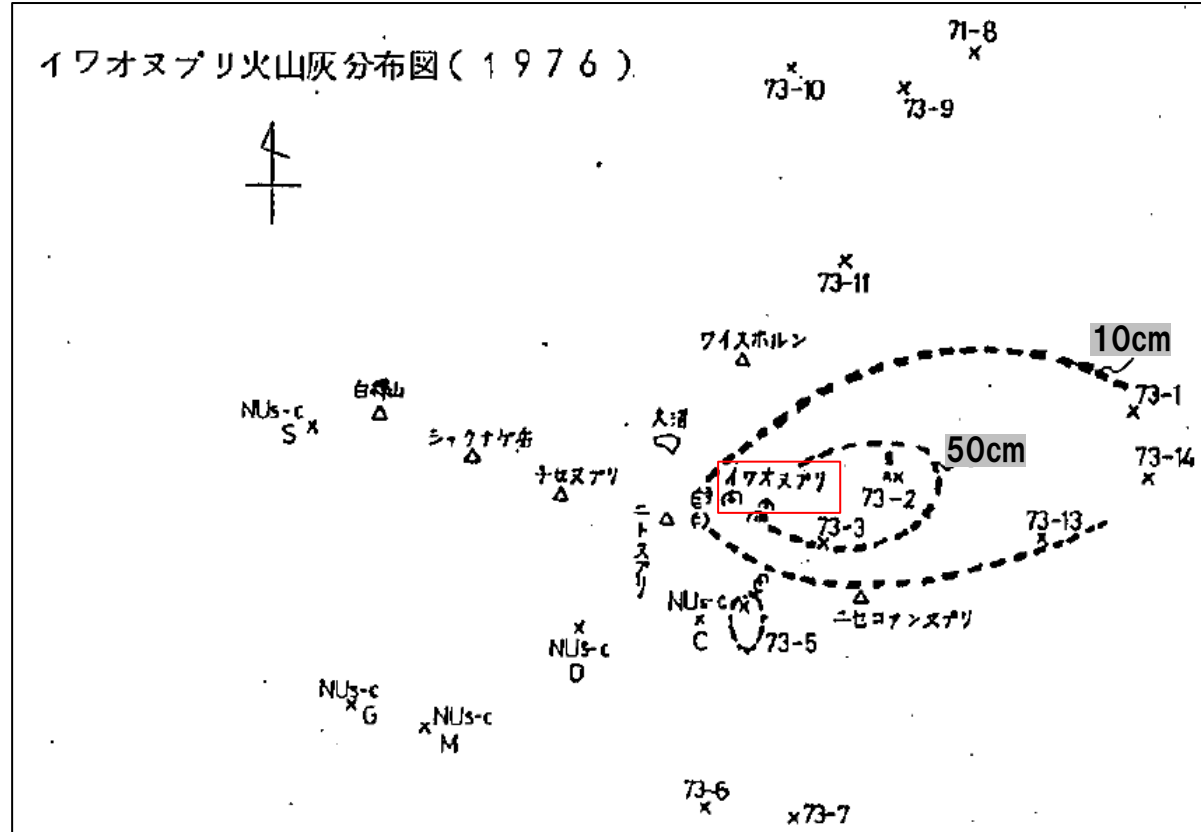 イワオヌプリ火山灰分布図(1976)
71-8
73-10
73-9
73-11
ワイスホルン
10cm
73-1
白樺山
NUs-c
S
大沼
シャクナゲ岳
50cm
73-14
チセヌプリ
イワオヌプリ
73-2
ニトヌプリ
73-3
73-13
NUs-c
C
ニセコアンヌプリ
73-5
NUs-c
D
NUs-c
G
NUs-c
M
73-6
73-7